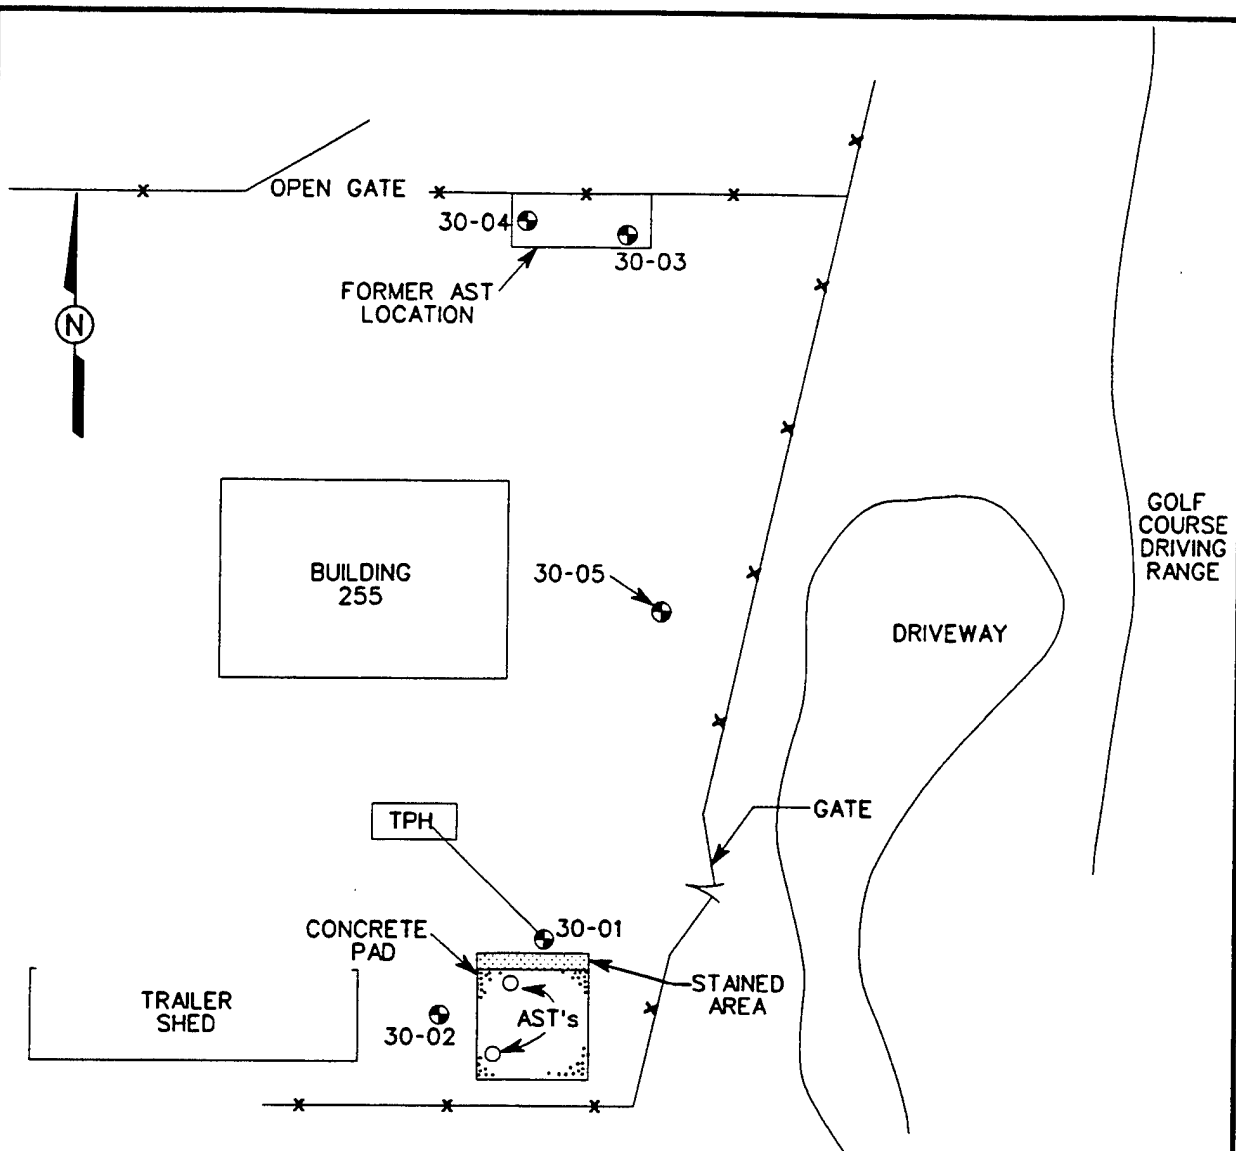 OPEN GATE
30-04
30-03
FORMER AST
LOCATION
N
BUILDING
255
30-05
GOLF
COURSE
DRIVING
RANGE
DRIVEWAY
TPH
GATE
30-01
CONCRETE
PAD
STAINED
AREA
TRAILER
SHED
AST's
30-02